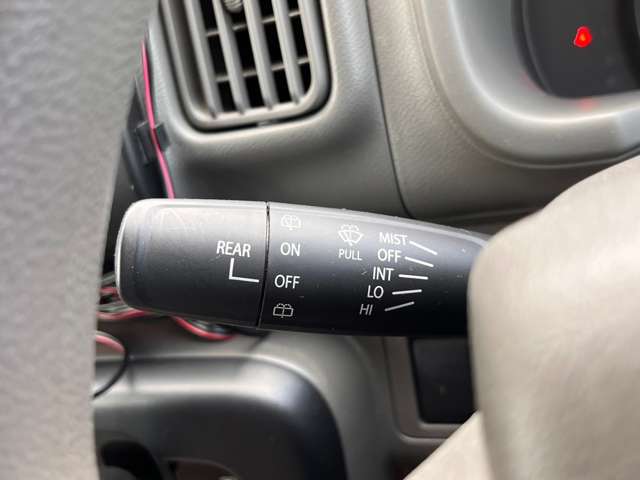 REAR
ON
OFF
PULL
MIST
OFF
INT
LO
HI